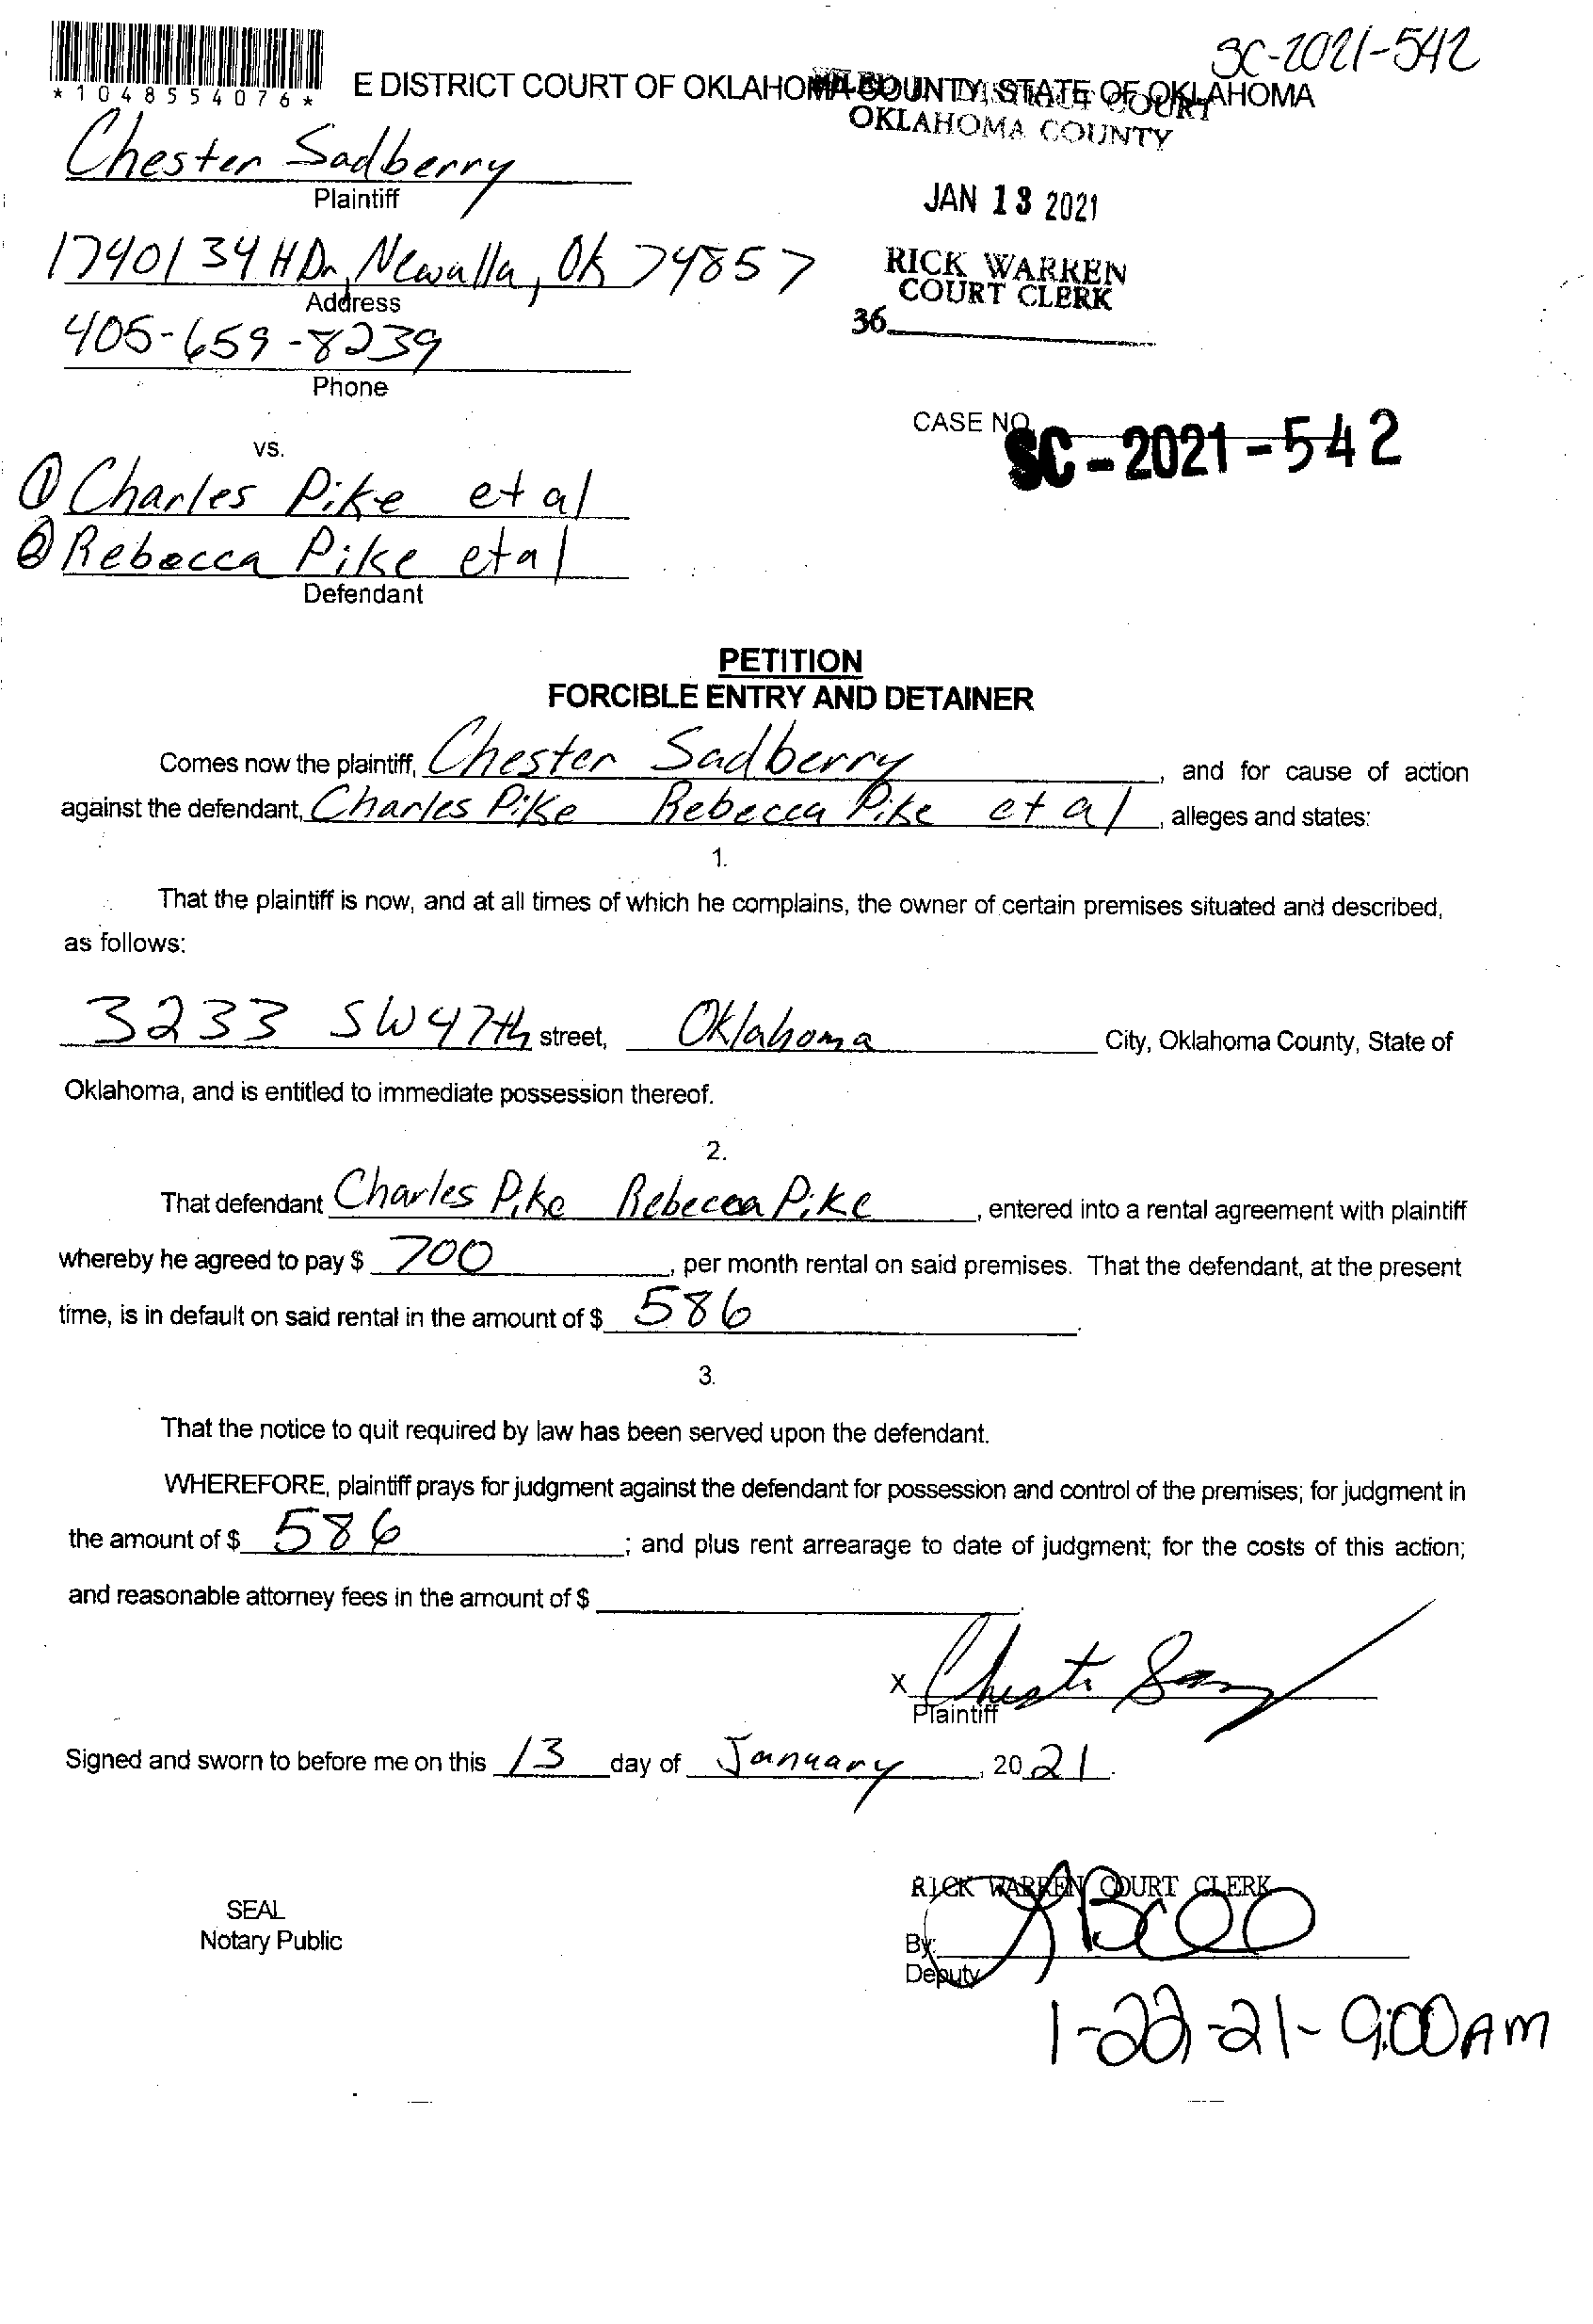 SC-2021-542
*1048554076*
E DISTRICT COURT OF OKLAHOMA COUNTY, STATE OF OKLAHOMA
DISTRICT COURT
OKLAHOMA COUNTY
Chester Sadberry
Plaintiff
JAN 13 2021
17401 34 H Dr, Newalla, Ok 74857
Address
RICK WARREN
COURT CLERK
405-659-8239
36
Phone
CASE NO.
SC-2021-542
vs.
① Charles Pike et al
② Rebecca Pike et al
Defendant
PETITION
FORCIBLE ENTRY AND DETAINER
Comes now the plaintiff, Chester Sadberry, and for cause of action
against the defendant, Charles Pike Rebecca Pike et al, alleges and states:
1.
That the plaintiff is now, and at all times of which he complains, the owner of certain premises situated and described,
as follows:
3233 SW 47th street, Oklahoma City, Oklahoma County, State of
Oklahoma, and is entitled to immediate possession thereof.
2.
That defendant Charles Pike Rebecca Pike, entered into a rental agreement with plaintiff
whereby he agreed to pay $ 700, per month rental on said premises. That the defendant, at the present
time, is in default on said rental in the amount of $ 586.
3.
That the notice to quit required by law has been served upon the defendant.
WHEREFORE, plaintiff prays for judgment against the defendant for possession and control of the premises; for judgment in
the amount of $ 586; and plus rent arrearage to date of judgment; for the costs of this action;
and reasonable attorney fees in the amount of $
X
Plaintiff
Signed and sworn to before me on this 13 day of January, 2021.
RICK WARREN COURT CLERK
SEAL
Notary Public
By:
Deputy
1-22-21-9:00AM